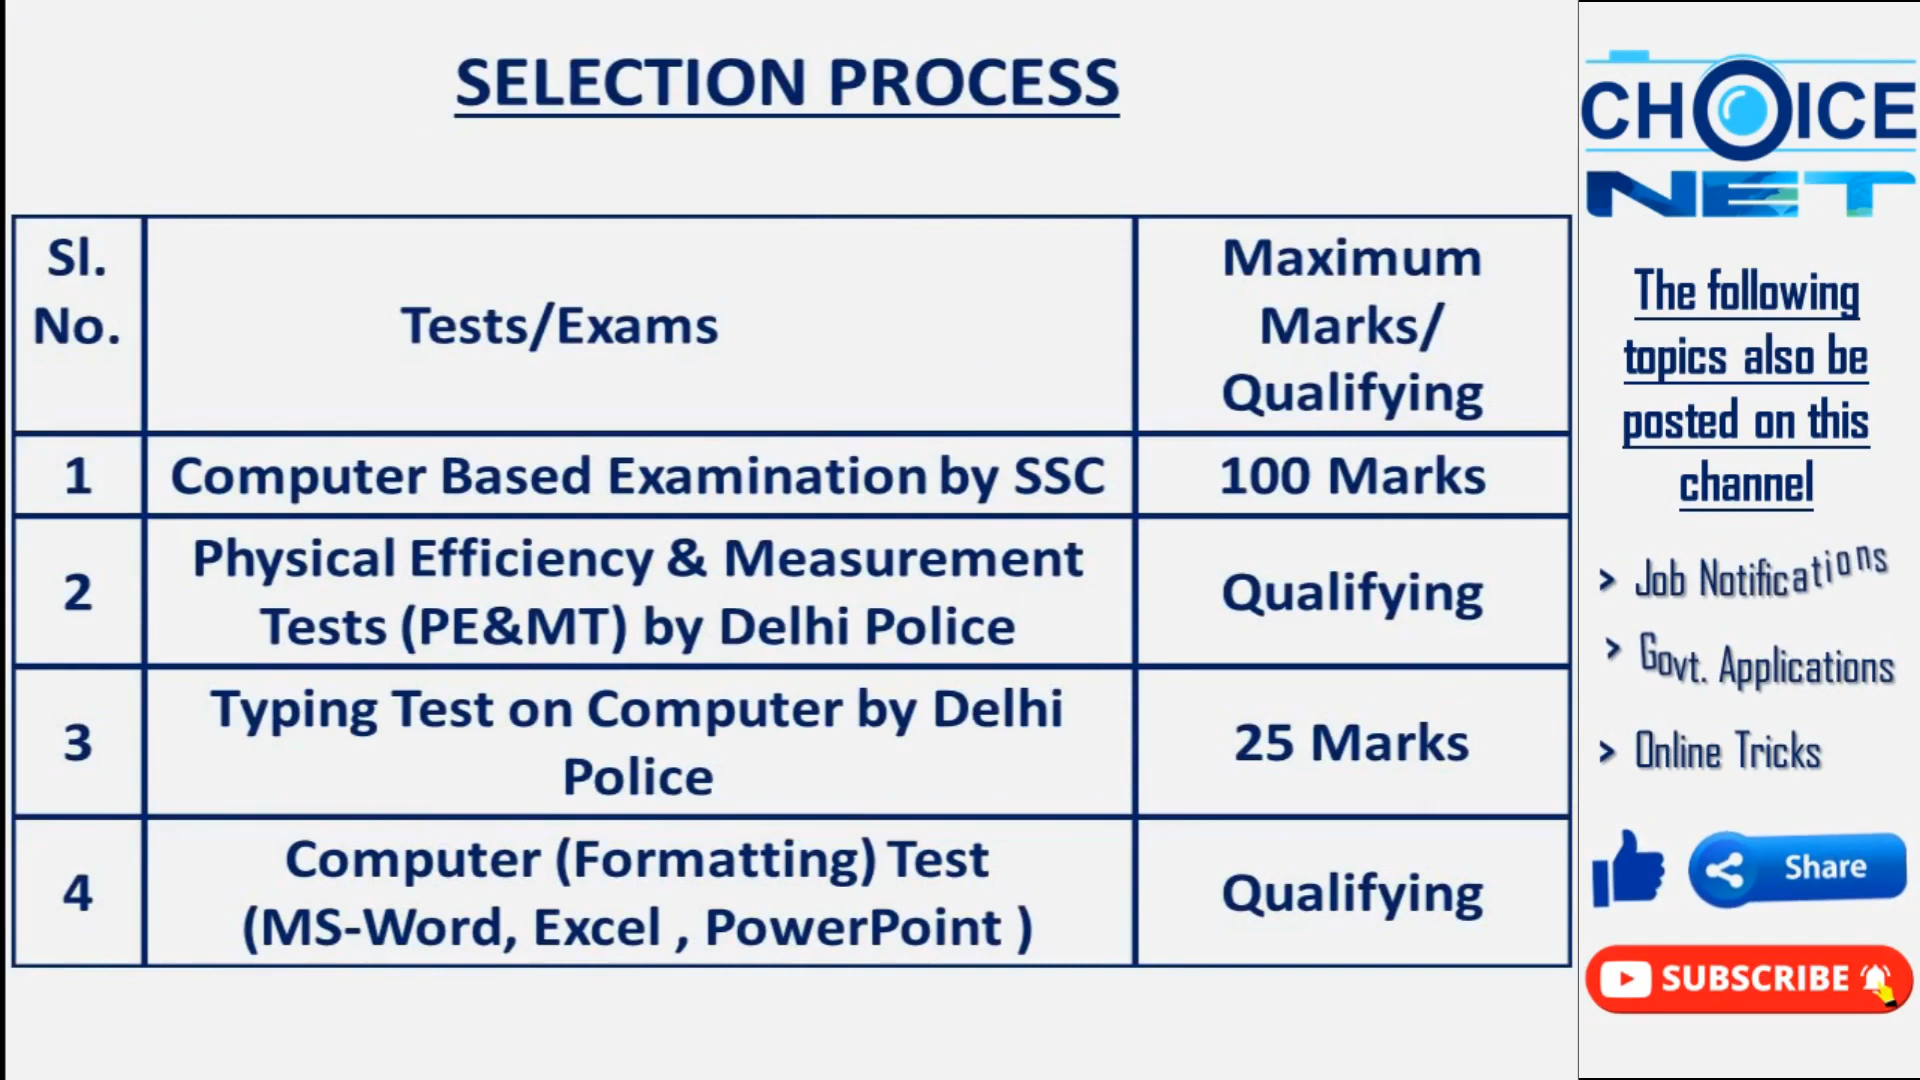 SELECTION PROCESS
Sl.
No.
Tests/Exams
Maximum
Marks/
Qualifying
1
Computer Based Examination by SSC
100 Marks
2
Physical Efficiency & Measurement
Tests (PE&MT) by Delhi Police
Qualifying
3
Typing Test on Computer by Delhi
Police
25 Marks
4
Computer (Formatting) Test
(MS-Word, Excel , PowerPoint )
Qualifying
CHOICE
NET
The following
topics also be
posted on this
channel
> Job Notifications
> Govt. Applications
> Online Tricks
Share
SUBSCRIBE